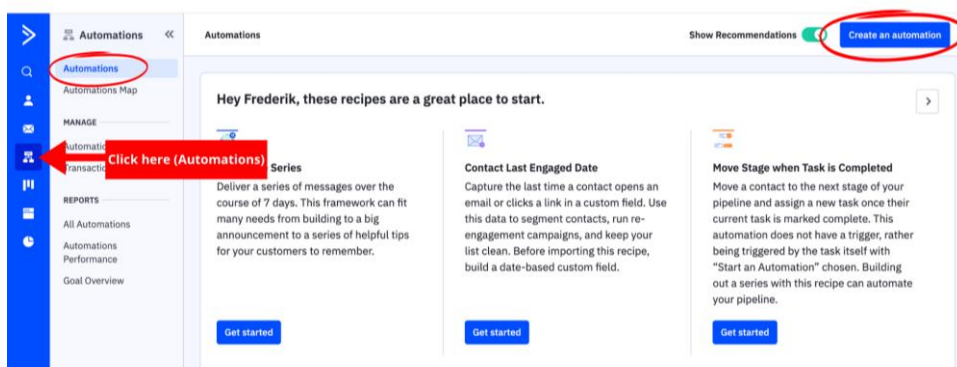 Automations
Automations
Automations Map
MANAGE
Automatio
Transactio
REPORTS
All Automations
Automations
Performance
Goal Overview
Click here (Automations)
Automations
Show Recommendations
Create an automation
Hey Frederik, these recipes are a great place to start.
Series
Deliver a series of messages over the
course of 7 days. This framework can fit
many needs from building to a big
announcement to a series of helpful tips
for your customers to remember.
Get started
Contact Last Engaged Date
Capture the last time a contact opens an
email or clicks a link in a custom field. Use
this data to segment contacts, run re-
engagement campaigns, and keep your
list clean. Before importing this recipe,
build a date-based custom field.
Get started
Move Stage when Task is Completed
Move a contact to the next stage of your
pipeline and assign a new task once their
current task is marked complete. This
automation does not have a trigger, rather
being triggered by the task itself with
“Start an Automation” chosen. Building
out a series with this recipe can automate
your pipeline.
Get started